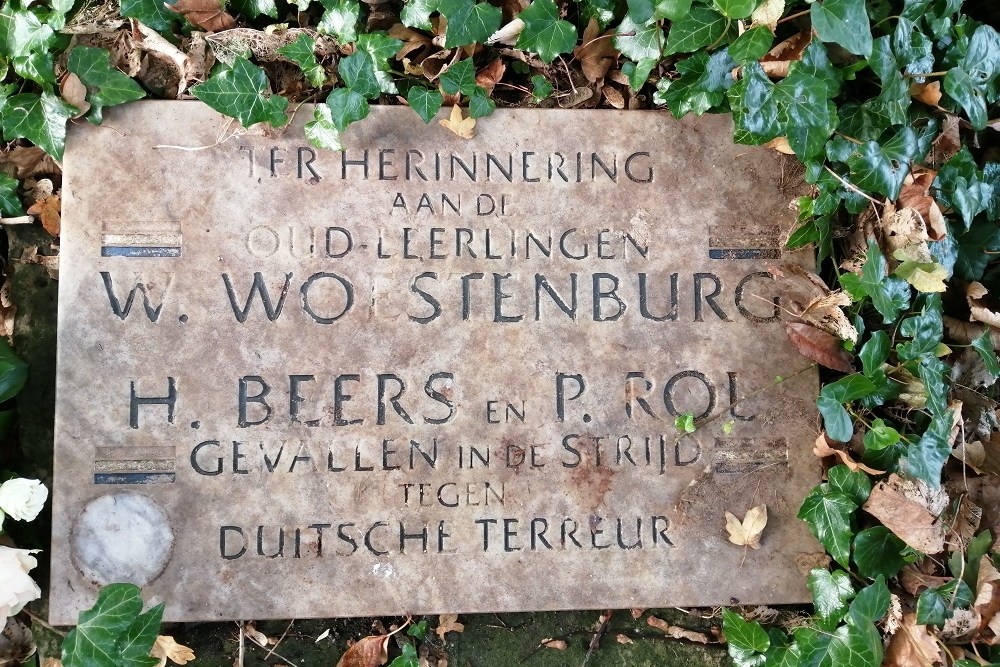 TER HERINNERING
AAN DE
OUD-LEERLINGEN
W. WOESTENBURG
H. BEERS EN P. ROL
GEVALLEN IN DE STRIJD
TEGEN
DUITSCHE TERREUR